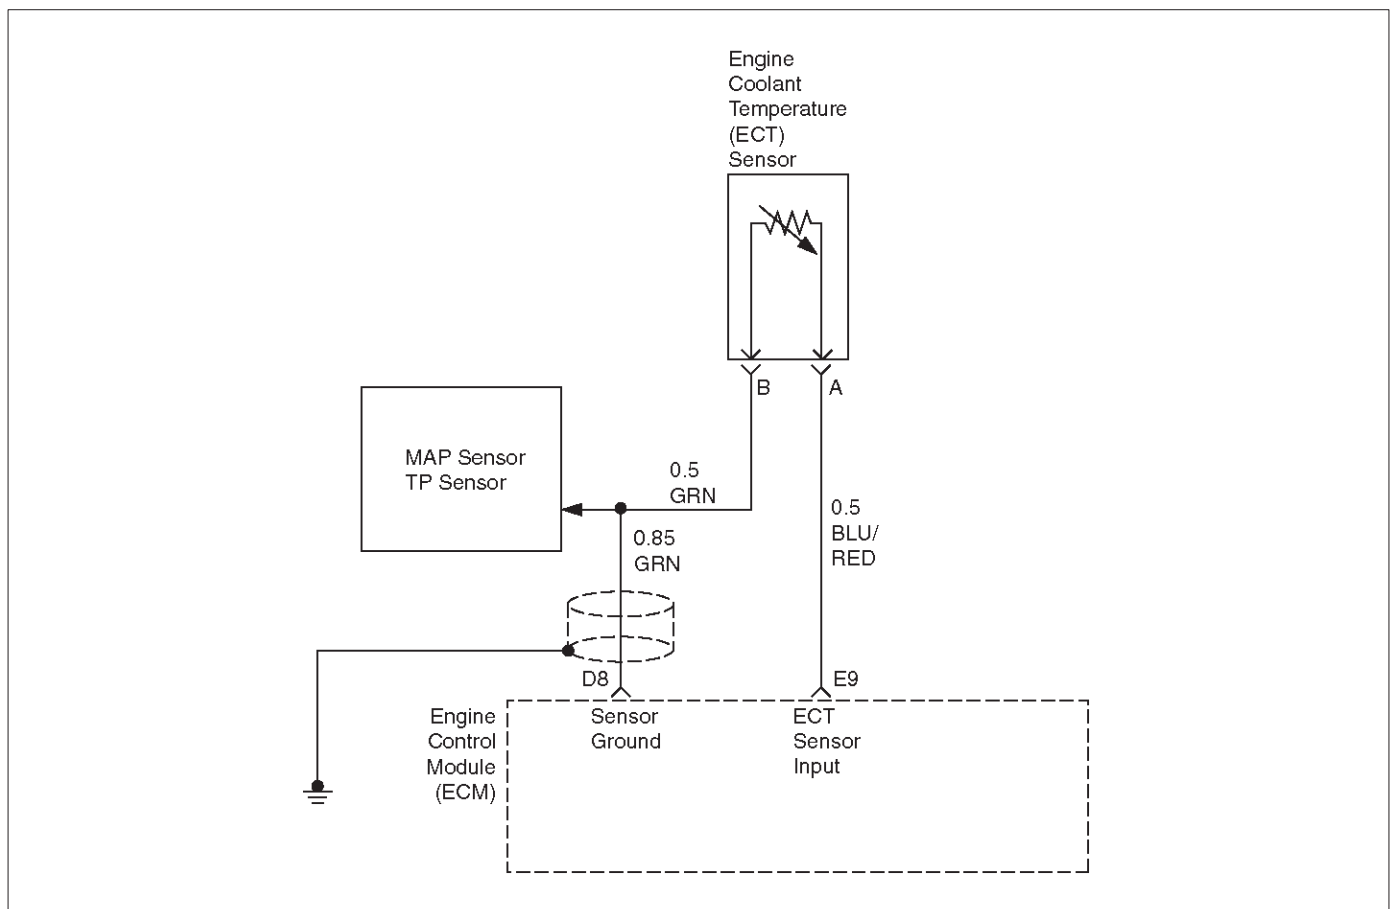 Engine
Coolant
Temperature
(ECT)
Sensor
B
A
MAP Sensor
TP Sensor
0.5
GRN
0.5
BLU/
RED
0.85
GRN
D8
E9
Engine
Control
Module
(ECM)
Sensor
Ground
ECT
Sensor
Input